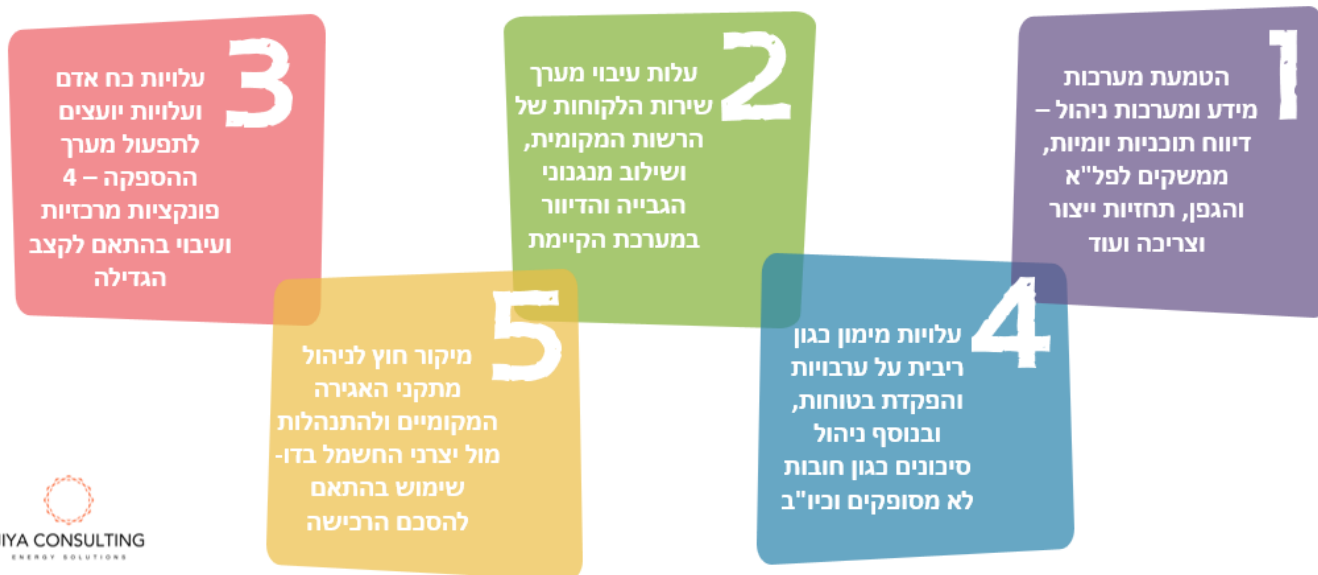 1
הטמעת מערכות
מידע ומערכות ניהול –
דיווח תוכניות יומיות,
ממשקים לפל"א
והגפן, תחזיות ייצור
וצריכה ועוד
2
עלות עיבוי מערך
שירות הלקוחות של
הרשות המקומית,
ושילוב מנגנוני
הגבייה והדיוור
במערכת הקיימת
3
עלויות כח אדם
ועלויות יועצים
לתפעול מערך
ההספקה – 4
פונקציות מרכזיות
ועיבוי בהתאם לקצב
הגדילה
4
עלויות מימון כגון
ריבית על ערבויות
והפקדת בטוחות,
ובנוסף ניהול
סיכונים כגון חובות
לא מסופקים וכיו"ב
5
מיקור חוץ לניהול
מתקני האגירה
המקומיים ולהתנהלות
מול יצרני החשמל בדו-
שימוש בהתאם
להסכם הרכישה
IYA CONSULTING
ENERGY SOLUTIONS